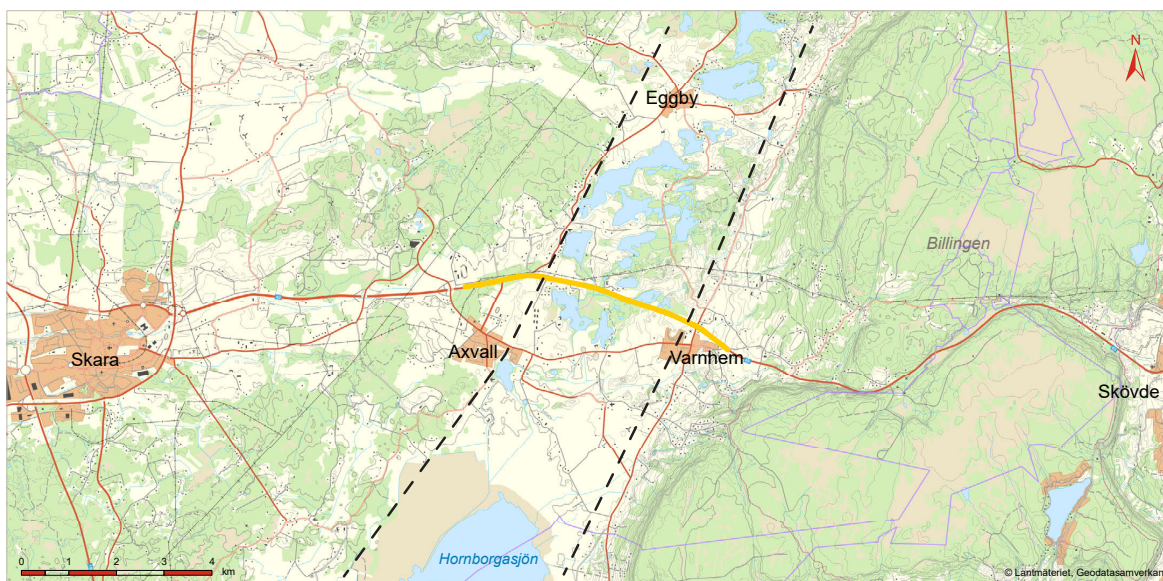 N
Eggby
Billingen
Skara
Axvall
Varnhem
Skövde
Hornborgasjön
0 1 2 3 4
km
© Lantmäteriet, Geodatasamverkan